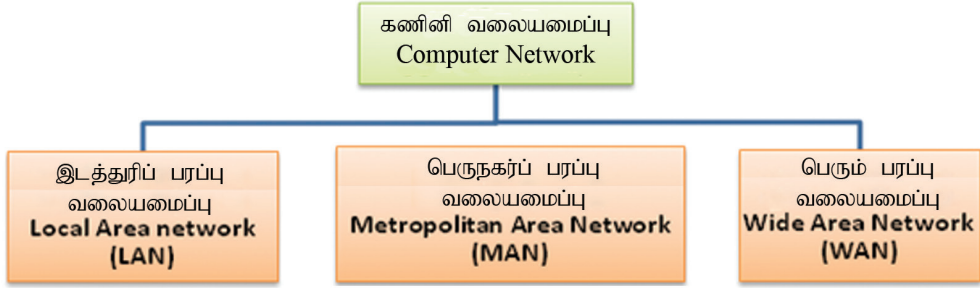 கணினி வலையமைப்பு
Computer Network
இடத்துரிப் பரப்பு
வலையமைப்பு
Local Area network
(LAN)
பெருநகர்ப் பரப்பு
வலையமைப்பு
Metropolitan Area Network
(MAN)
பெரும் பரப்பு
வலையமைப்பு
Wide Area Network
(WAN)